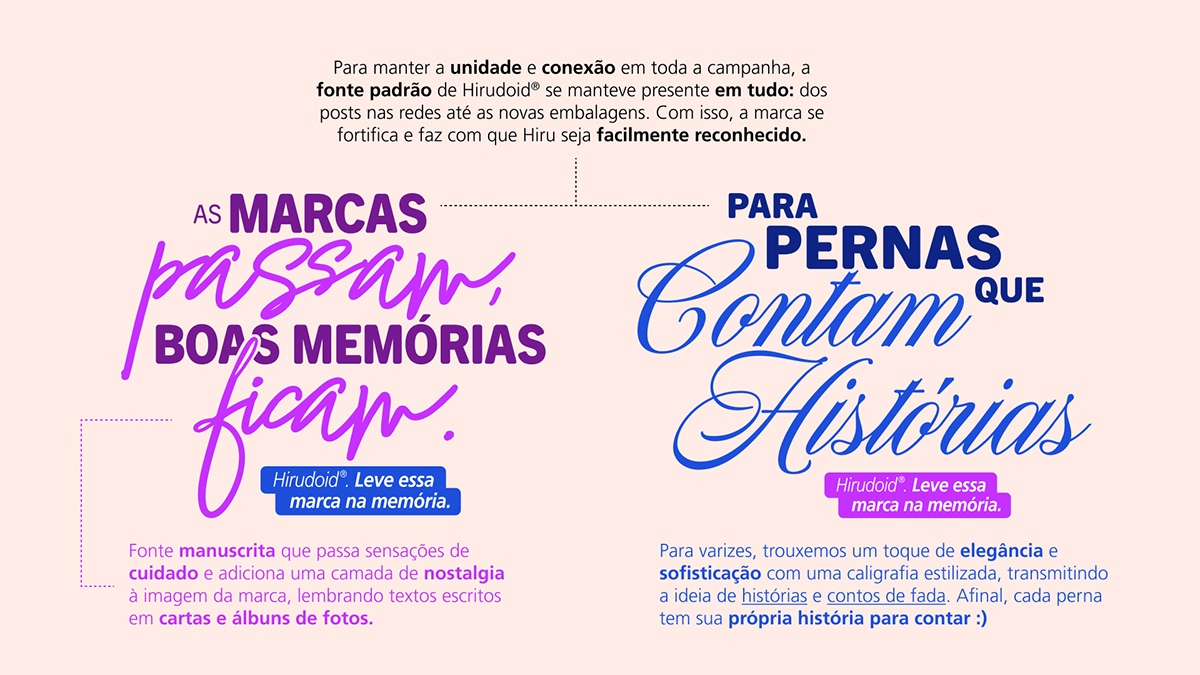 Para manter a unidade e conexão em toda a campanha, a
fonte padrão de Hirudoid® se manteve presente em tudo: dos
posts nas redes até as novas embalagens. Com isso, a marca se
fortifica e faz com que Hiru seja facilmente reconhecido.
AS MARCAS
passam,
BOAS MEMÓRIAS
ficam.
Hirudoid®. Leve essa
marca na memória.
Fonte manuscrita que passa sensações de
cuidado e adiciona uma camada de nostalgia
à imagem da marca, lembrando textos escritos
em cartas e álbuns de fotos.
PARA
PERNAS
QUE
Contam
Histórias
Hirudoid®. Leve essa
marca na memória.
Para varizes, trouxemos um toque de elegância e
sofisticação com uma caligrafia estilizada, transmitindo
a ideia de histórias e contos de fada. Afinal, cada perna
tem sua própria história para contar :)